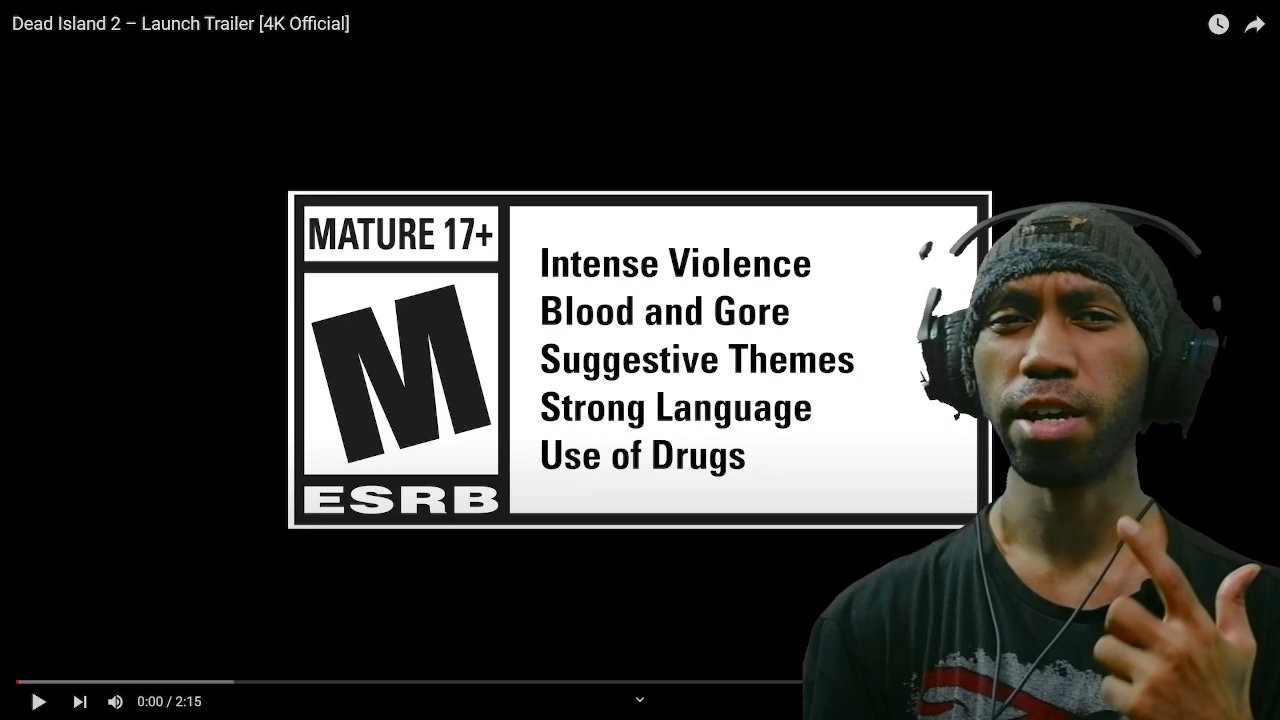 Dead Island 2 – Launch Trailer [4K Official]
MATURE 17+
M
ESRB
Intense Violence
Blood and Gore
Suggestive Themes
Strong Language
Use of Drugs
0:00 / 2:15